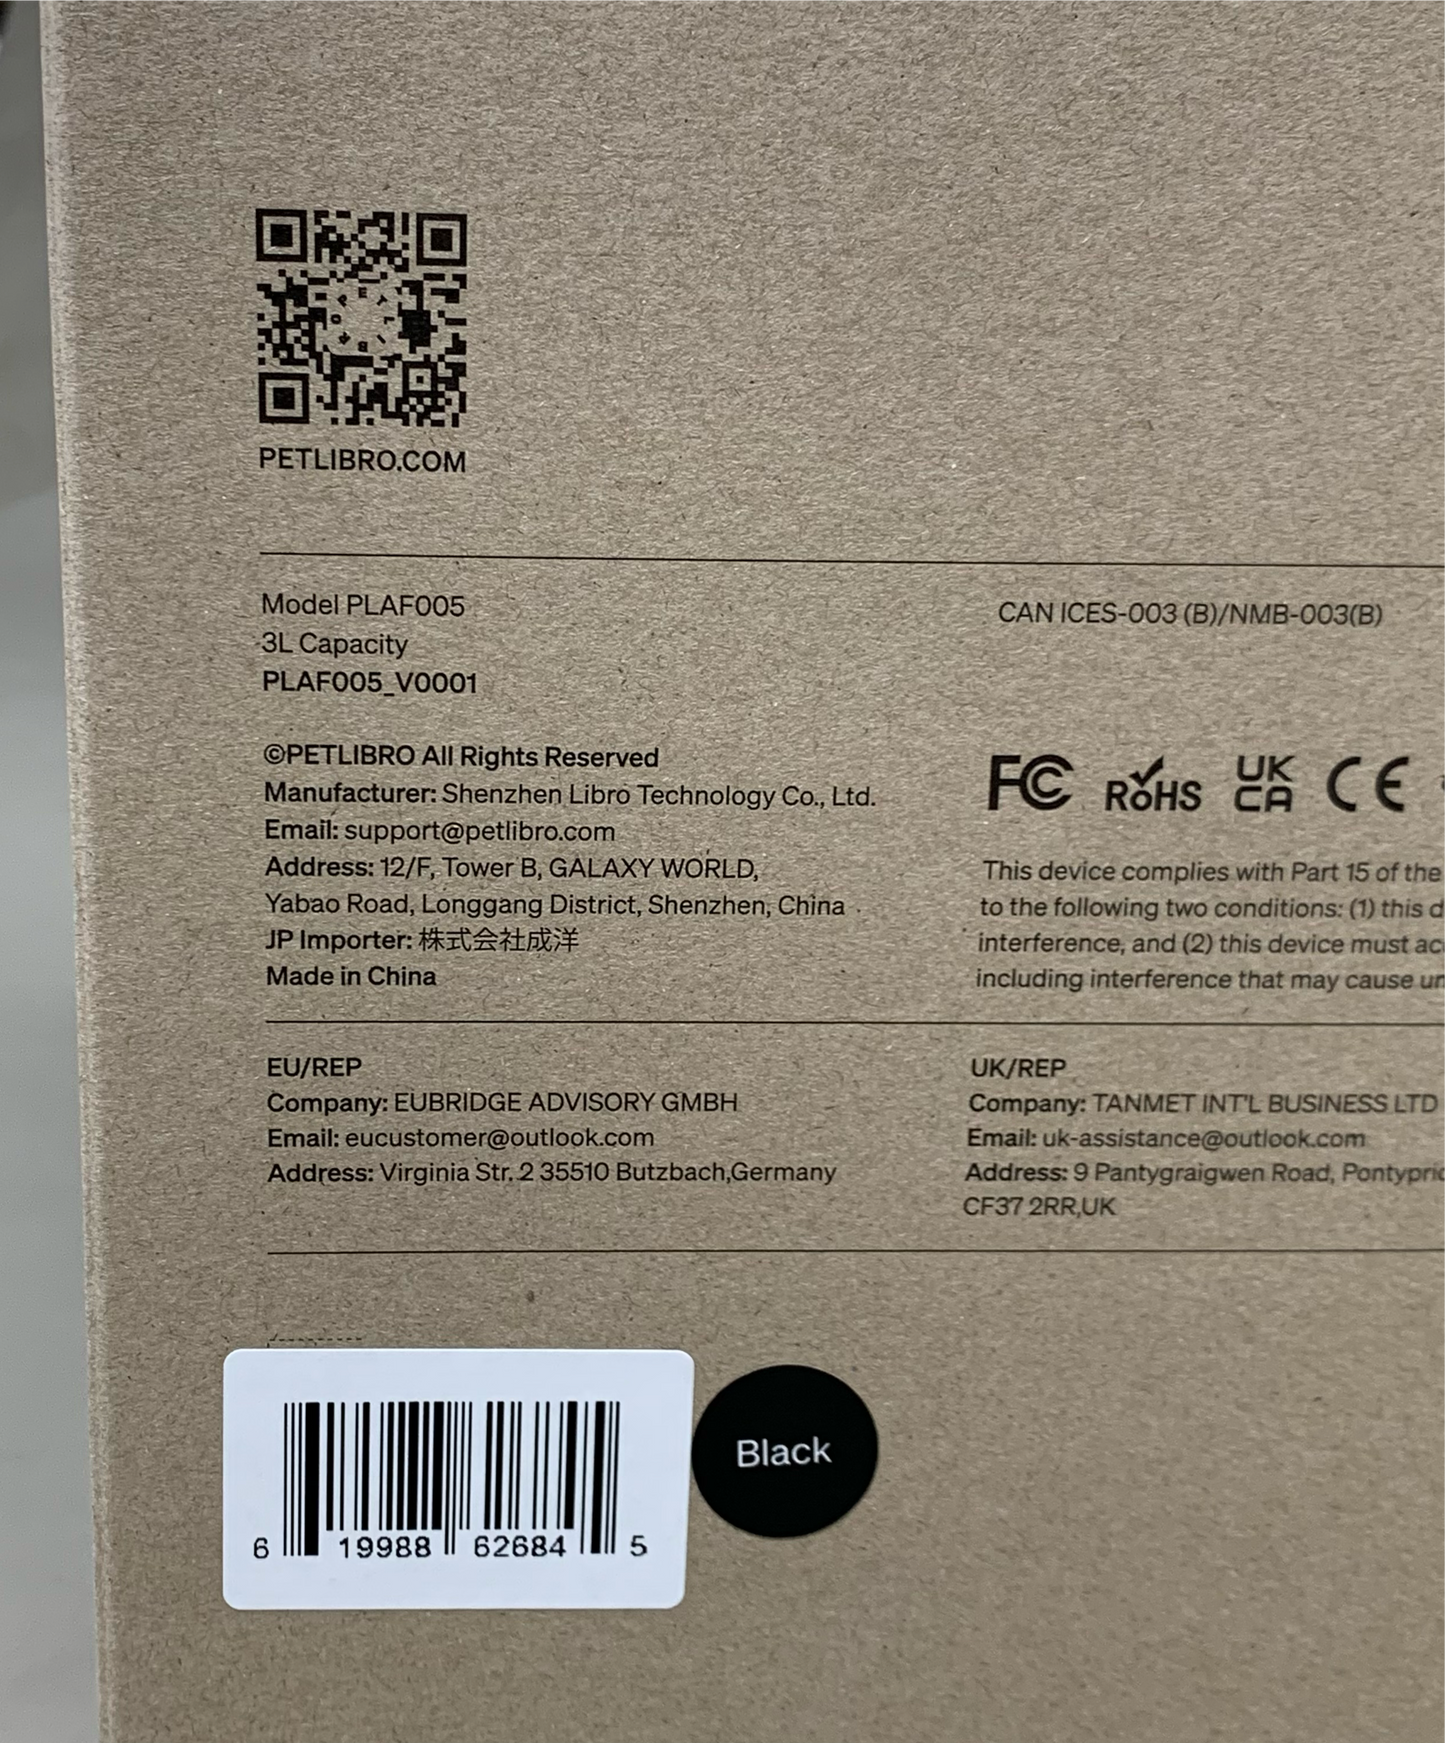 PETLIBRO.COM
Model PLAF005
3L Capacity
PLAF005_V0001
CAN ICES-003 (B)/NMB-003(B)
©PETLIBRO All Rights Reserved
Manufacturer: Shenzhen Libro Technology Co., Ltd.
Email: support@petlibro.com
Address: 12/F, Tower B, GALAXY WORLD,
Yabao Road, Longgang District, Shenzhen, China
JP Importer: 株式会社成洋
Made in China
FC RoHS UK CA CE
This device complies with Part 15 of the
to the following two conditions: (1) this
interference, and (2) this device must
including interference that may cause
EU/REP
Company: EUBRIDGE ADVISORY GMBH
Email: eucustomer@outlook.com
Address: Virginia Str. 2 35510 Butzbach,Germany
UK/REP
Company: TANMET INT'L BUSINESS LTD
Email: uk-assistance@outlook.com
Address: 9 Pantygraigwen Road,
CF37 2RR,UK
Black
6 19988 62684 5